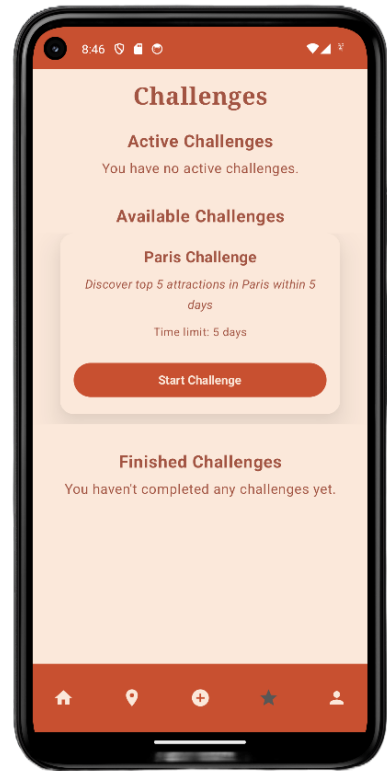 8:46
Challenges
Active Challenges
You have no active challenges.
Available Challenges
Paris Challenge
Discover top 5 attractions in Paris within 5
days
Time limit: 5 days
Start Challenge
Finished Challenges
You haven't completed any challenges yet.